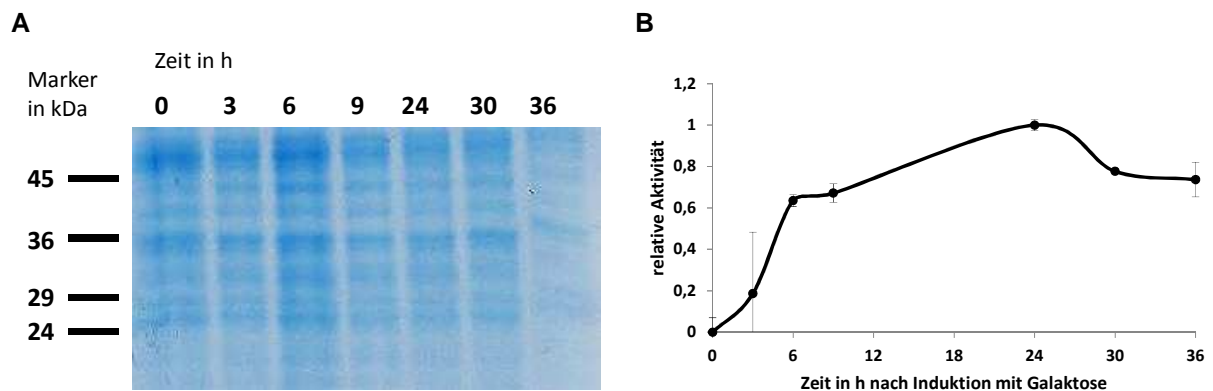 A
Zeit in h
Marker
in kDa
0 3 6 9 24 30 36
45
36
29
24
B
relative Aktivität
1,2
1
0,8
0,6
0,4
0,2
0
0 6 12 18 24 30 36
Zeit in h nach Induktion mit Galaktose